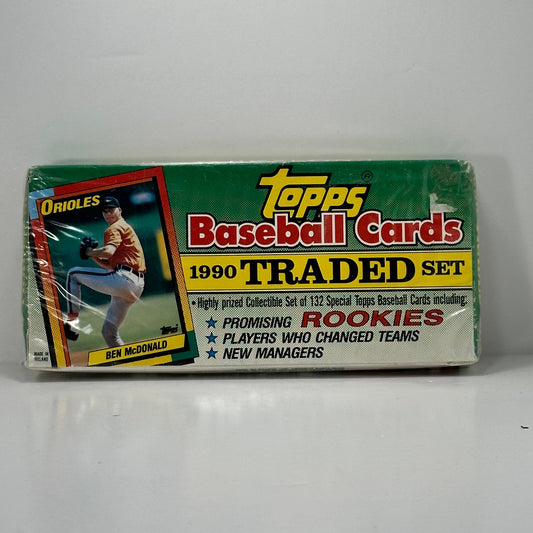 ORIOLES
Topps
BEN McDONALD
MADE IN
IRELAND
TOPPS ®
Baseball Cards
1990 TRADED SET
• Highly prized Collectible Set of 132 Special Topps Baseball Cards including:
★ PROMISING ROOKIES
★ PLAYERS WHO CHANGED TEAMS
★ NEW MANAGERS